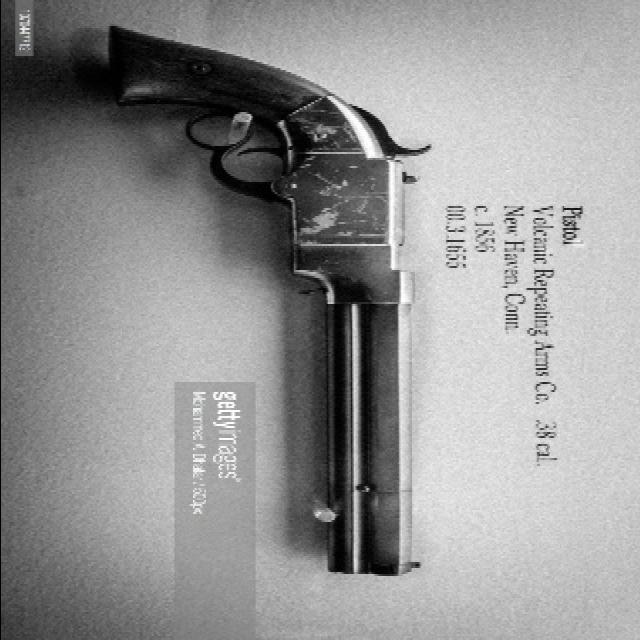 Pistol
Volcanic Repeating Arms Co. .38 cal.
New Haven, Conn.
c. 1856
00.3.1655
gettyimages®